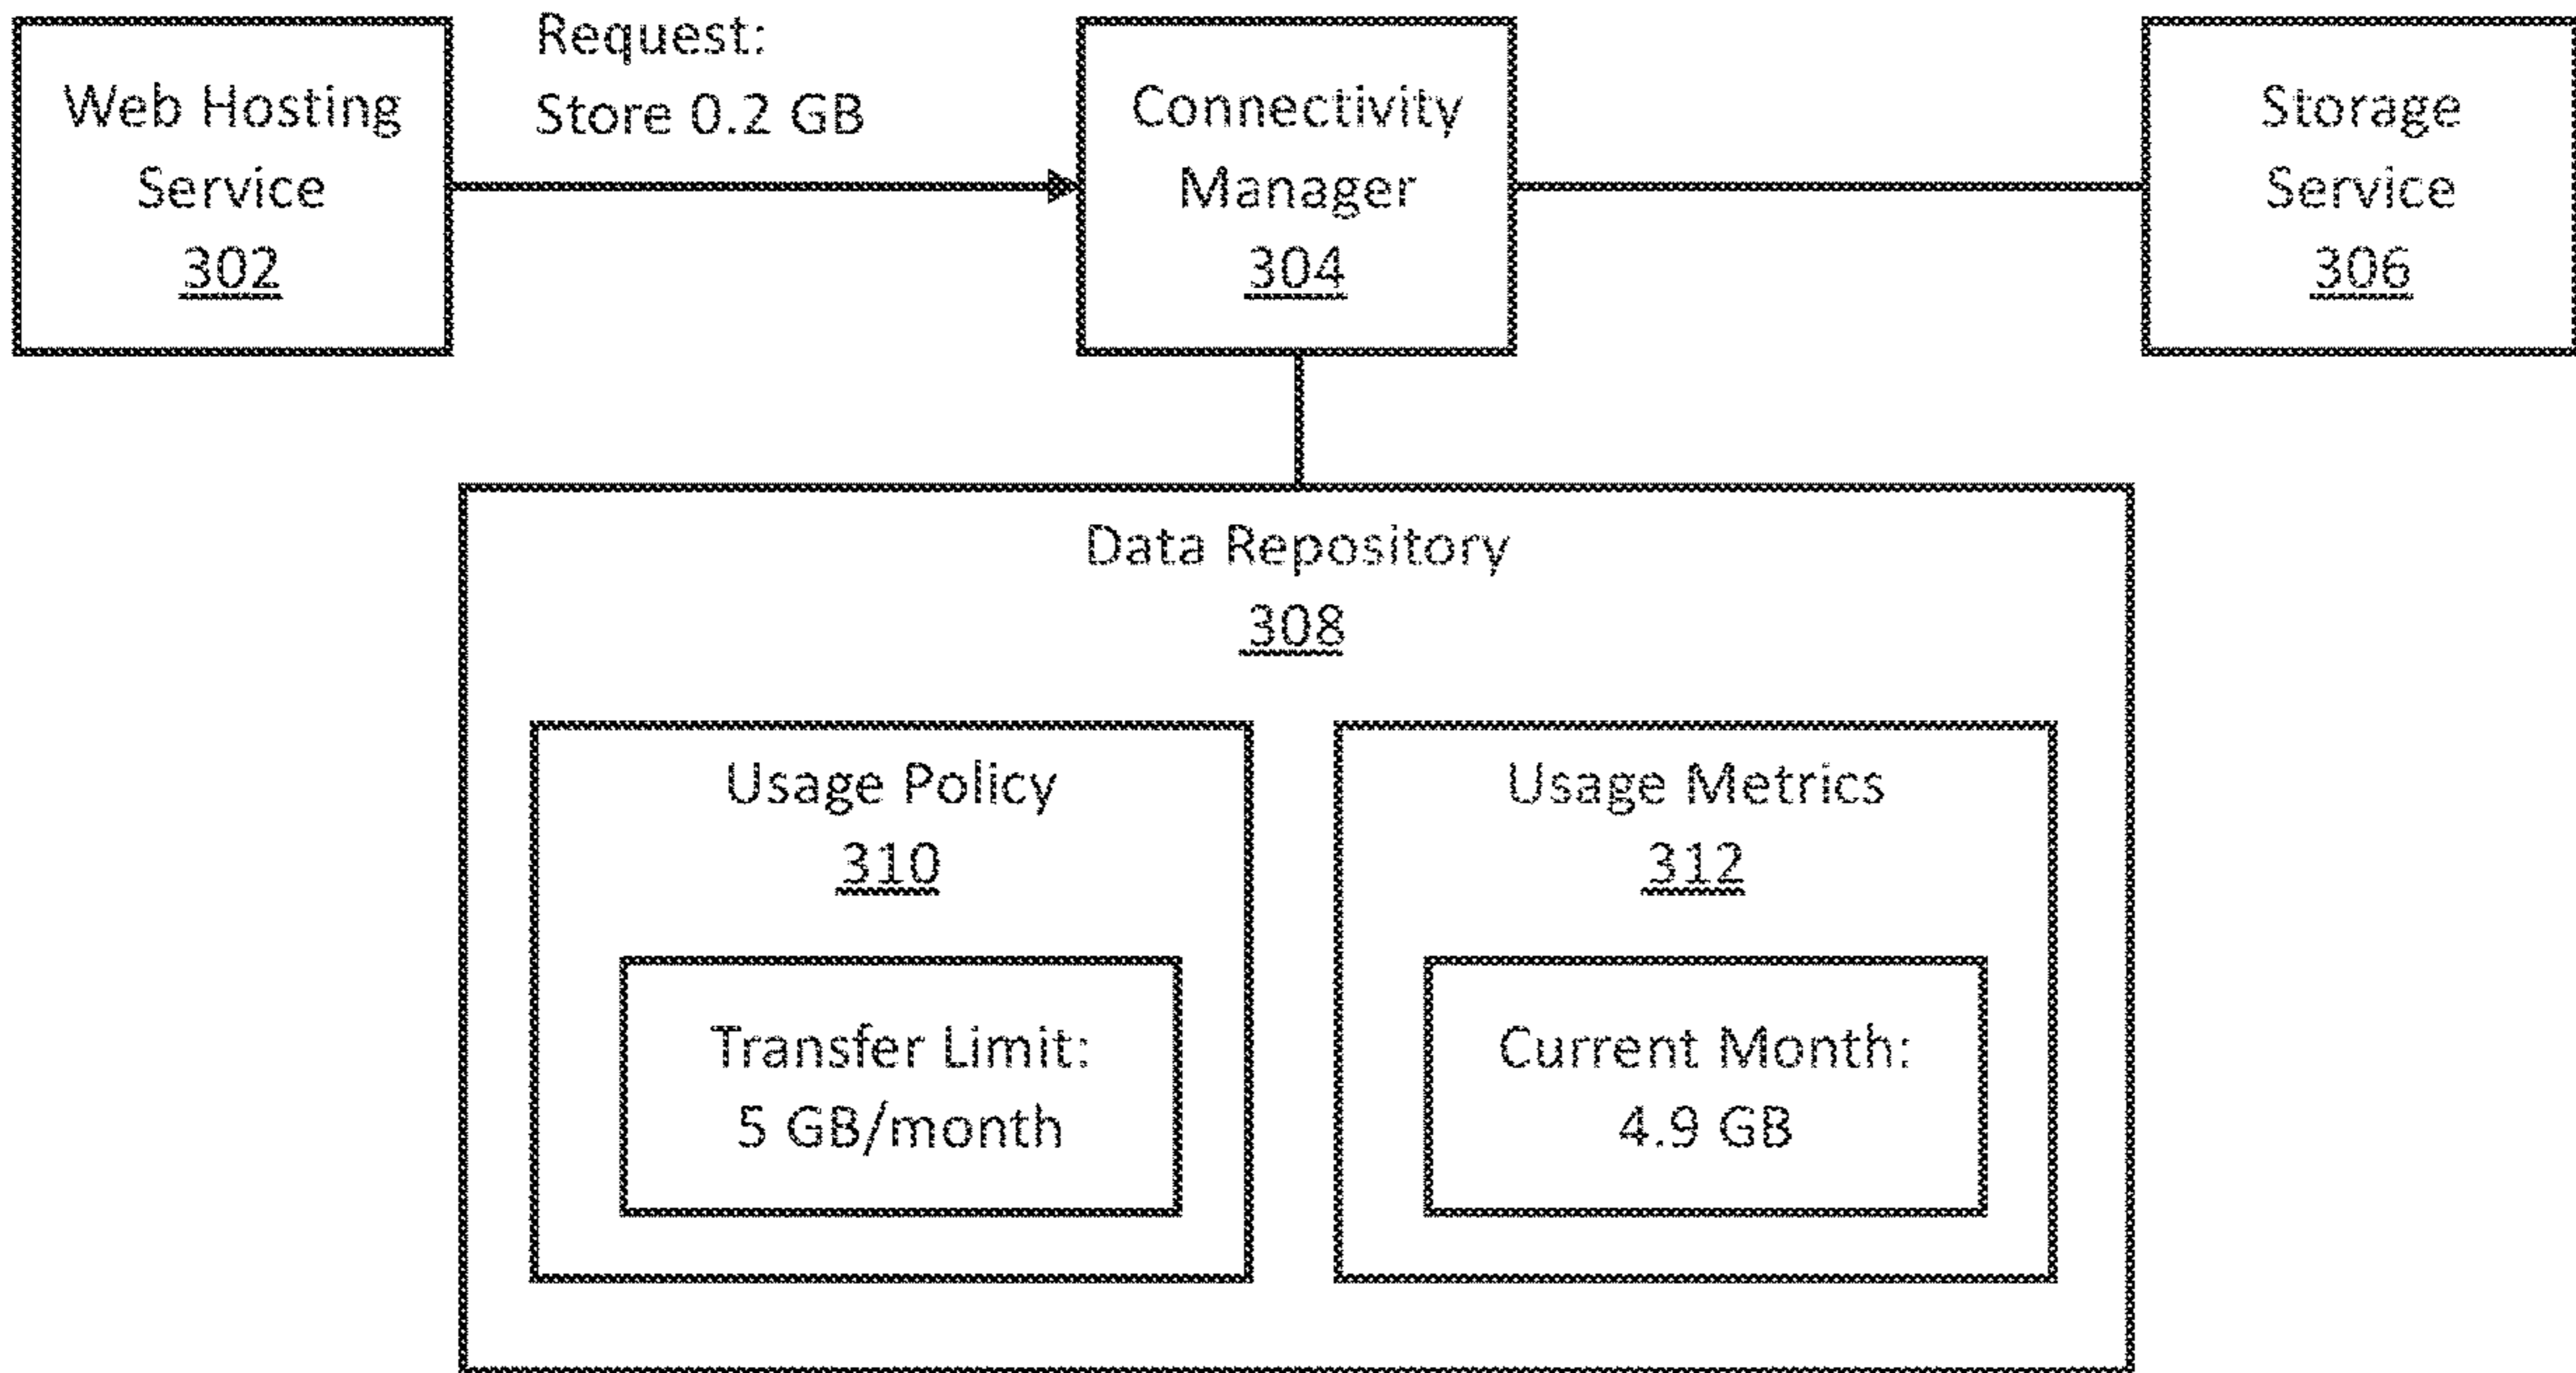 Web Hosting
Service
302
Request:
Store 0.2 GB
Connectivity
Manager
304
Storage
Service
306
Data Repository
308
Usage Policy
310
Transfer Limit:
5 GB/month
Usage Metrics
312
Current Month:
4.9 GB